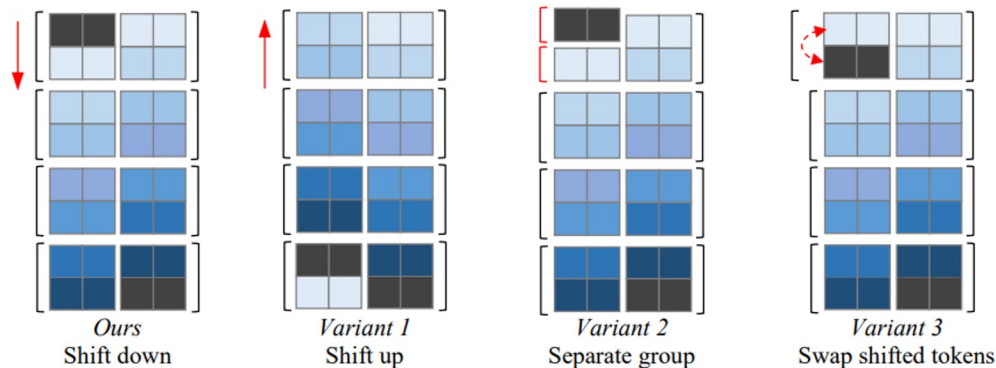 Ours
Shift down
Variant 1
Shift up
Variant 2
Separate group
Variant 3
Swap shifted tokens